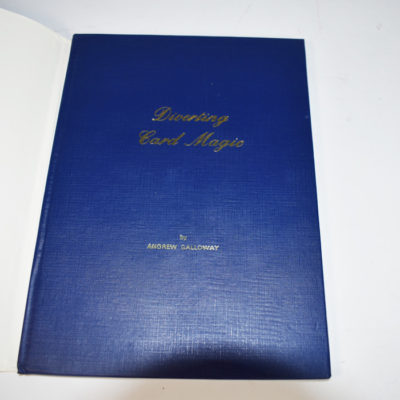 Diverting
Card Magic
by
ANDREW GALLOWAY